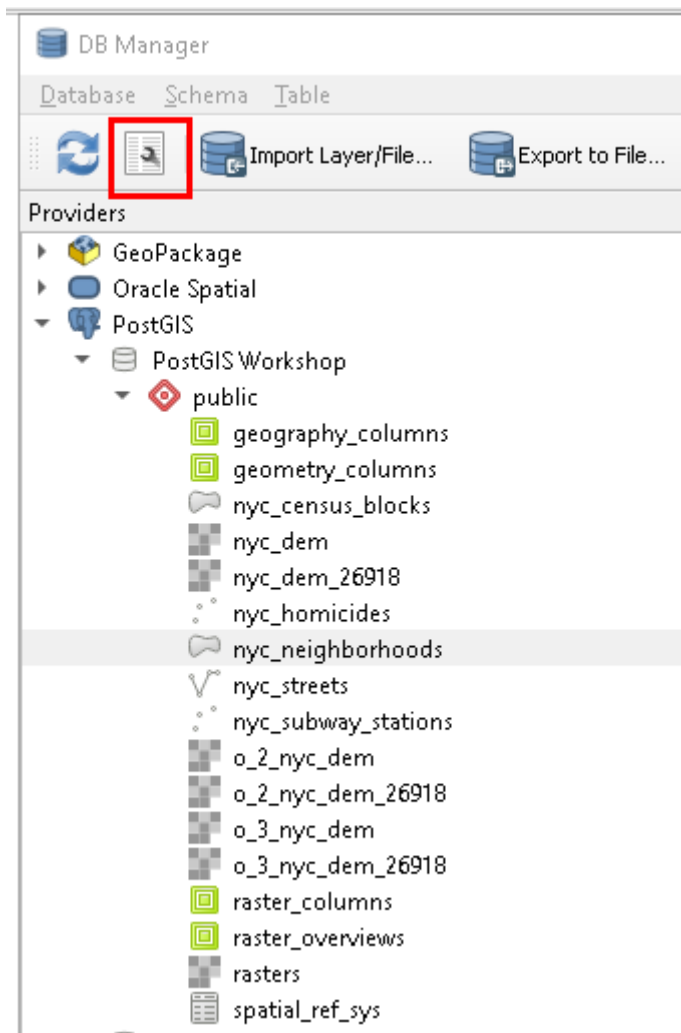 DB Manager
Database Schema Table
Import Layer/File... Export to File...
Providers
GeoPackage
Oracle Spatial
PostGIS
PostGIS Workshop
public
geography_columns
geometry_columns
nyc_census_blocks
nyc_dem
nyc_dem_26918
nyc_homicides
nyc_neighborhoods
nyc_streets
nyc_subway_stations
o_2_nyc_dem
o_2_nyc_dem_26918
o_3_nyc_dem
o_3_nyc_dem_26918
raster_columns
raster_overviews
rasters
spatial_ref_sys